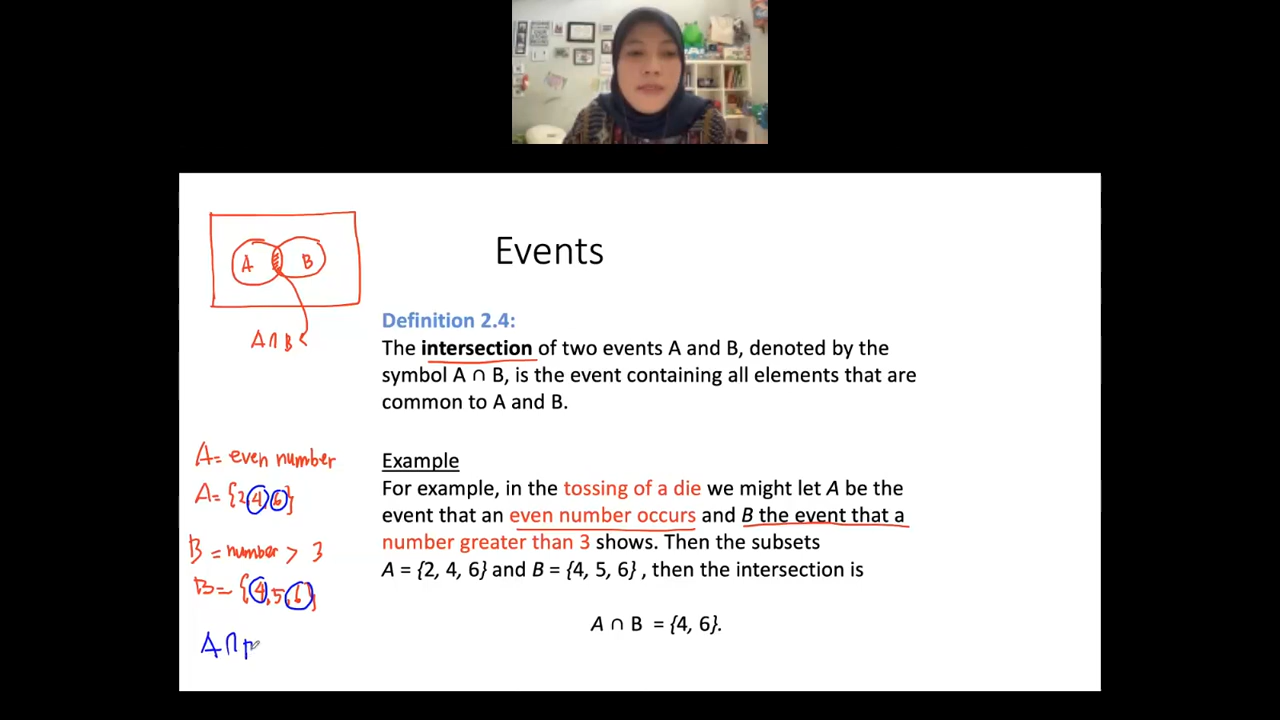 Events
A
B
A∩B
Definition 2.4:
The intersection of two events A and B, denoted by the
symbol A ∩ B, is the event containing all elements that are
common to A and B.
Example
For example, in the tossing of a die we might let A be the
event that an even number occurs and B the event that a
number greater than 3 shows. Then the subsets
A = {2, 4, 6} and B = {4, 5, 6} , then the intersection is
A ∩ B = {4, 6}.
A= even number
A= {2,4,6}
B = number > 3
B= {4,5,6}
A∩